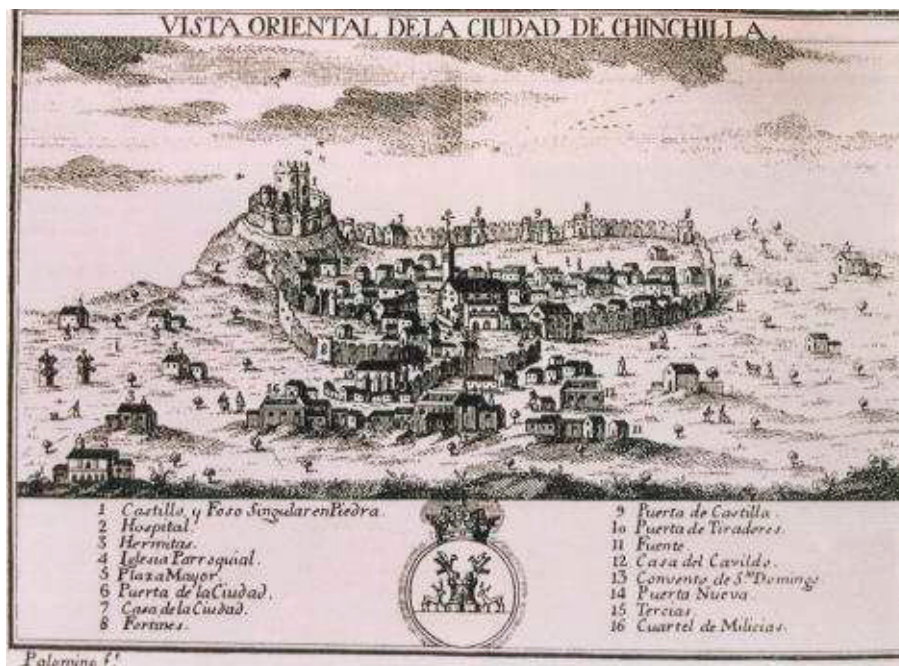 VISTA ORIENTAL DE LA CIUDAD DE CHINCHILLA.
1 Castillo, y Foso Singular en Piedra
2 Hospital.
3 Hermitas.
4 Iglesia Parroquial.
5 Plaza Mayor.
6 Puerta de la Ciudad.
7 Casa de la Ciudad.
8 Fortines.
9 Puerta de Castilla.
10 Puerta de Tiradores.
11 Fuente
12 Casa del Cavildo.
13 Convento de S.^to Domingo
14 Puerta Nueva.
15 Tercias.
16 Cuartel de Milicias.
Palomino f.^t